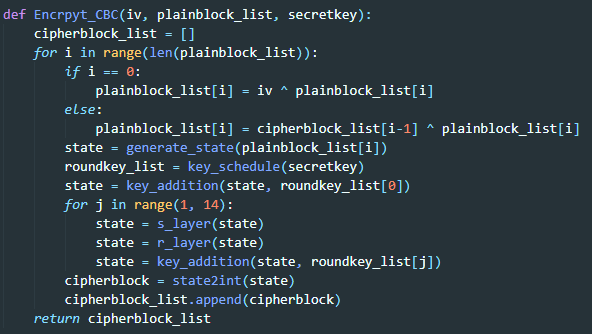 def Encrpyt_CBC(iv, plainblock_list, secretkey):
    cipherblock_list = []
    for i in range(len(plainblock_list)):
        if i == 0:
            plainblock_list[i] = iv ^ plainblock_list[i]
        else:
            plainblock_list[i] = cipherblock_list[i-1] ^ plainblock_list[i]
        state = generate_state(plainblock_list[i])
        roundkey_list = key_schedule(secretkey)
        state = key_addition(state, roundkey_list[0])
        for j in range(1, 14):
            state = s_layer(state)
            state = r_layer(state)
            state = key_addition(state, roundkey_list[j])
        cipherblock = state2int(state)
        cipherblock_list.append(cipherblock)
    return cipherblock_list